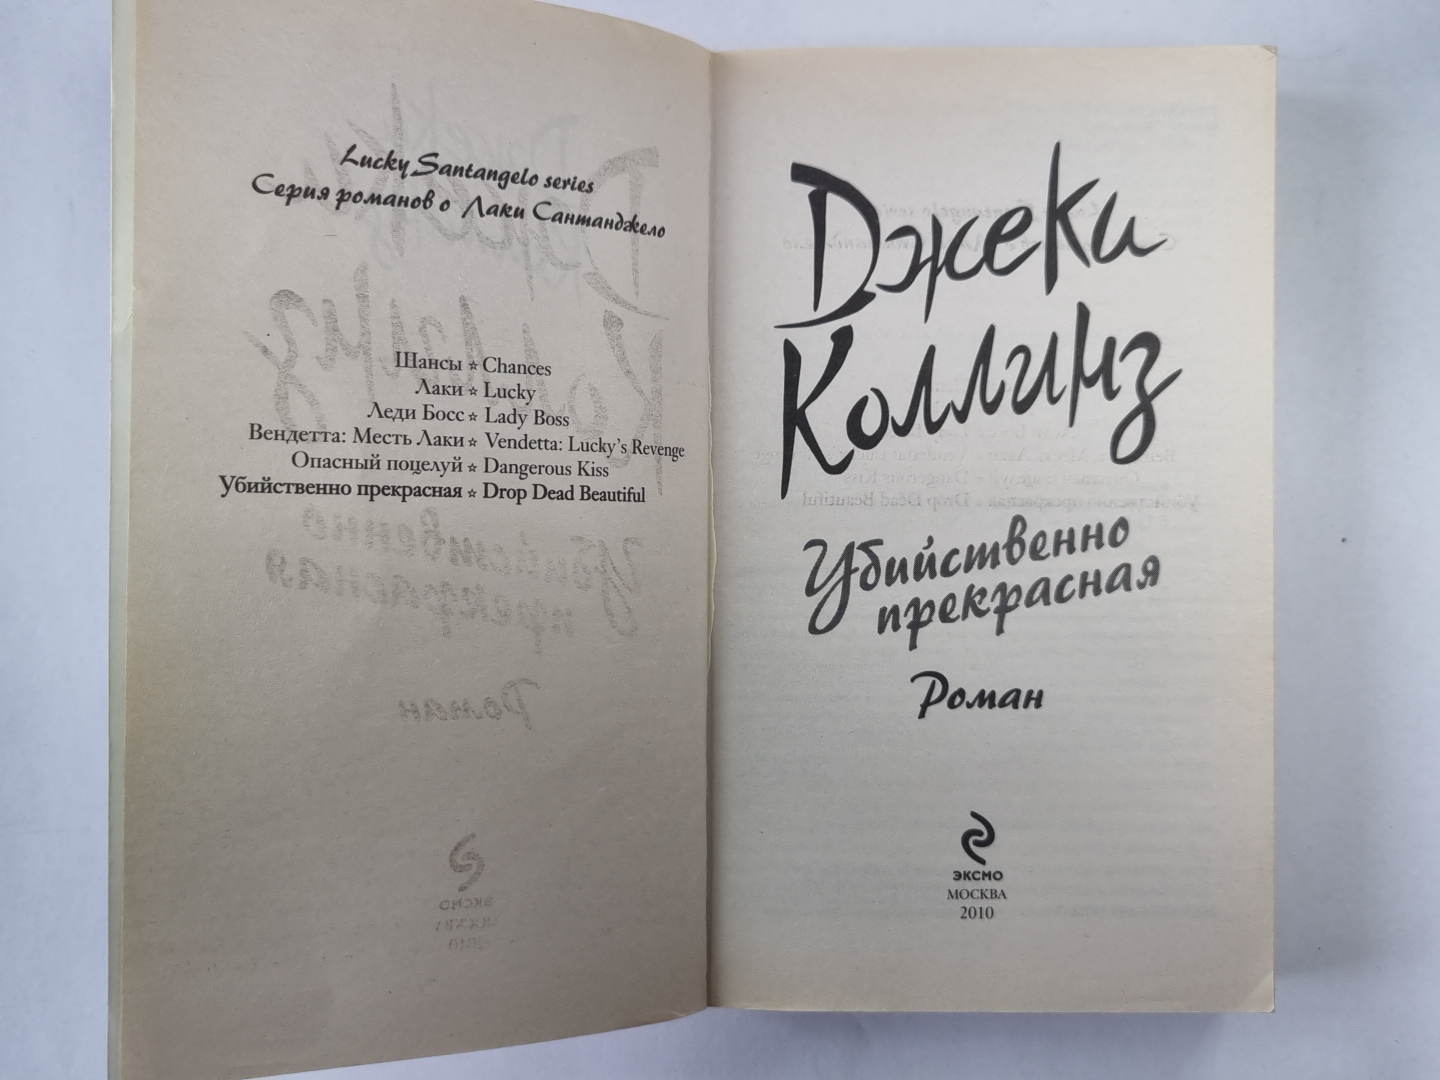 Lucky Santangelo series
Серия романов о Лаки Сантанджело
Шансы ☆ Chances
Лаки ☆ Lucky
Леди Босс ☆ Lady Boss
Вендетта: Месть Лаки ☆ Vendetta: Lucky's Revenge
Опасный поцелуй ☆ Dangerous Kiss
Убийственно прекрасная ☆ Drop Dead Beautiful
Джеки
Коллинз
Убийственно
прекрасная
Роман
ЭКСМО
МОСКВА
2010